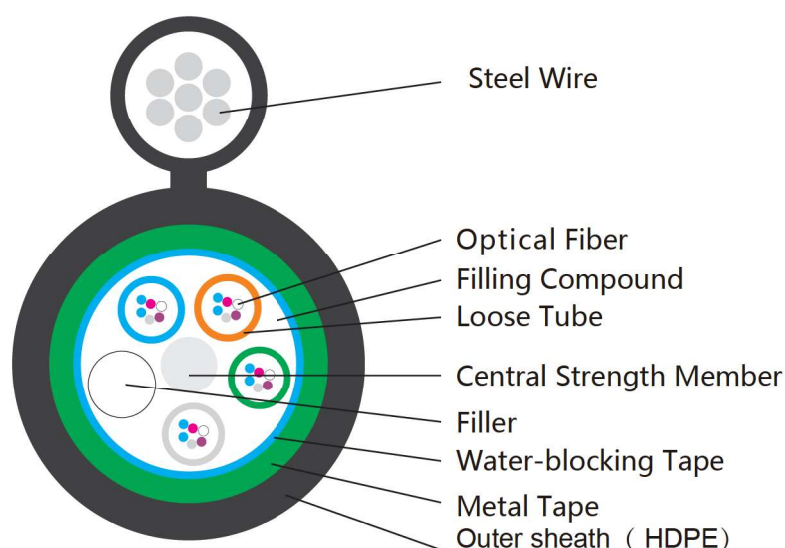 Steel Wire
Optical Fiber
Filling Compound
Loose Tube
Central Strength Member
Filler
Water-blocking Tape
Metal Tape
Outer sheath （ HDPE）